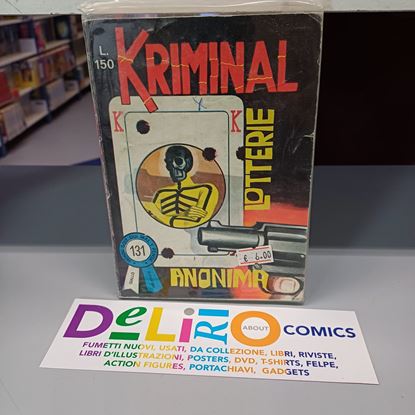 L.
150
KRIMINAL
K K
LOTTERIE
131
€ 6.00
ANONIMA
DeLiRiO
ABOUT
COMICS
FUMETTI NUOVI, USATI, DA COLLEZIONE, LIBRI, RIVISTE,
LIBRI D'ILLUSTRAZIONI, POSTERS, DVD, T-SHIRTS, FELPE,
ACTION FIGURES, PORTACHIAVI, GADGETS